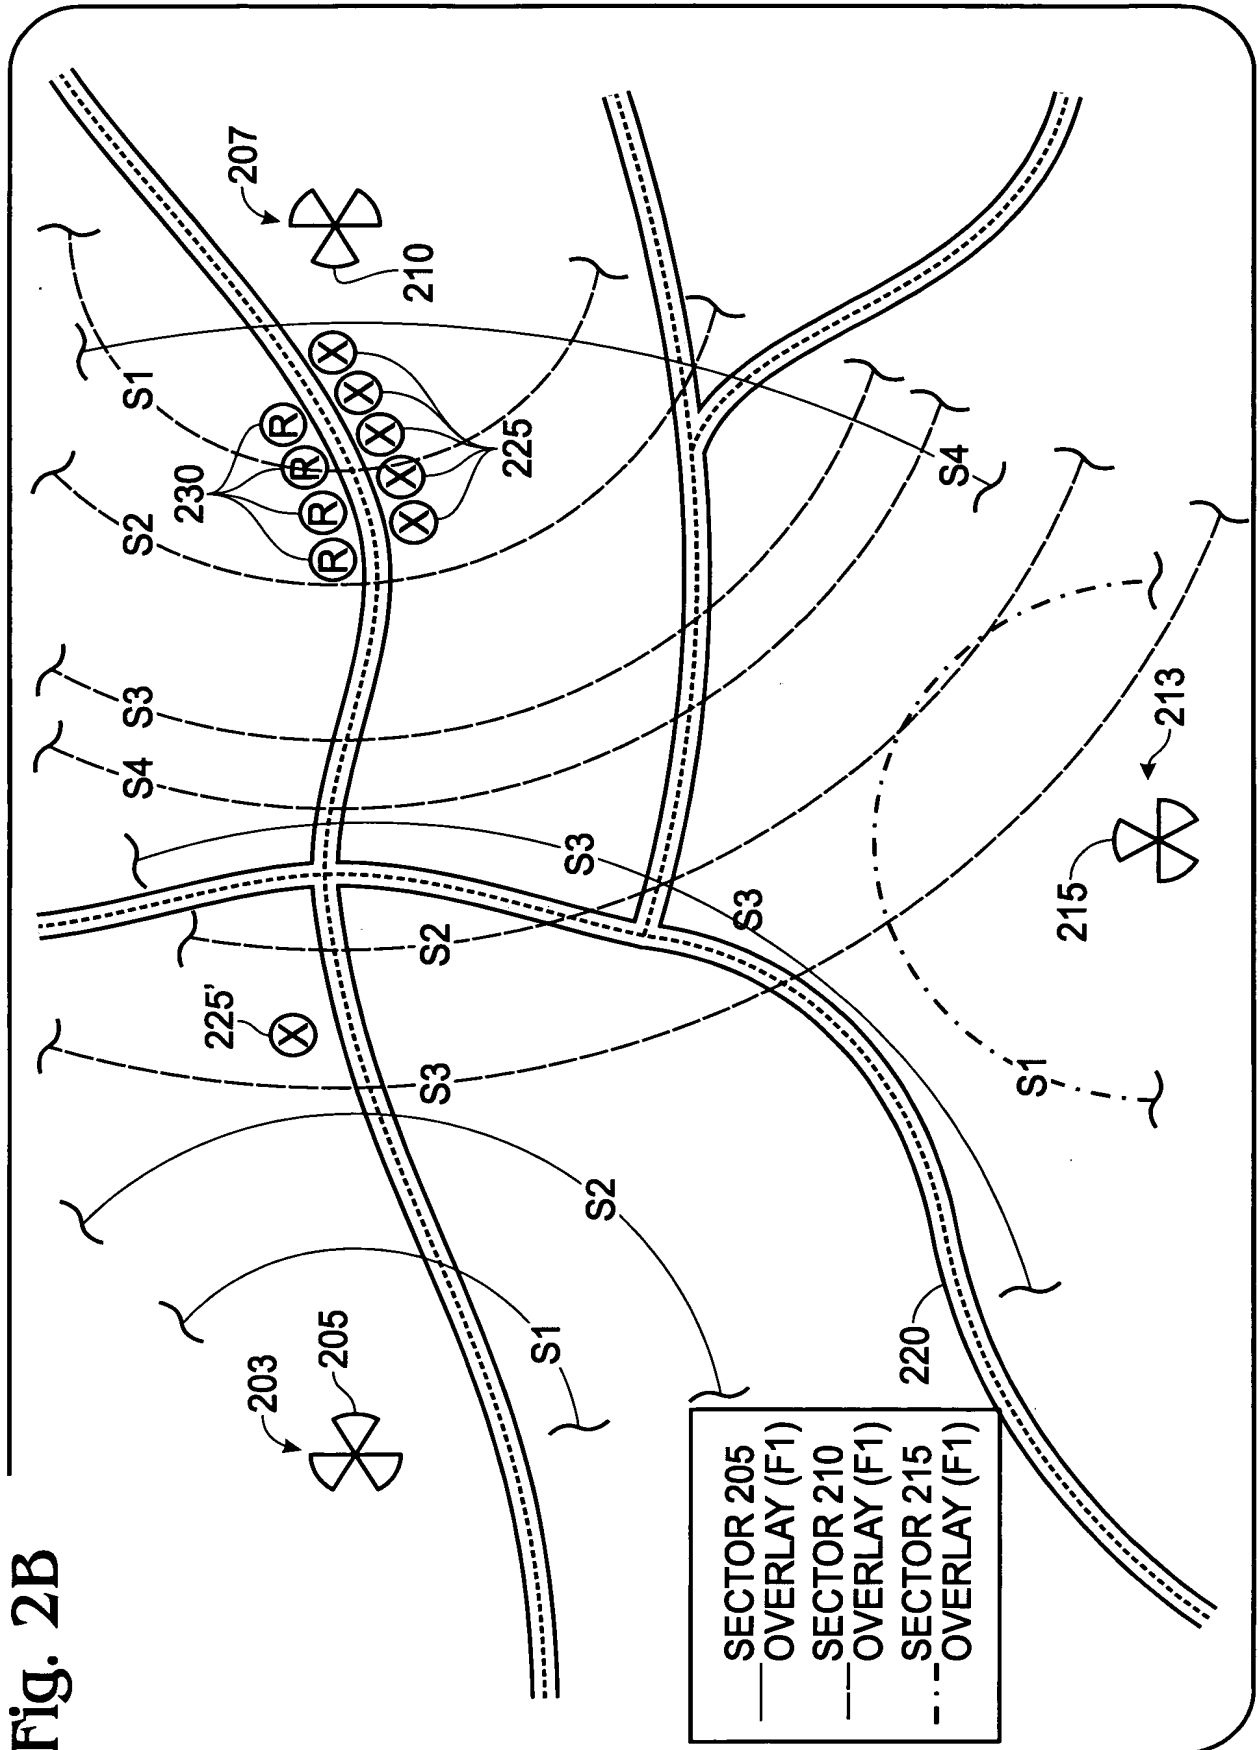 Fig. 2B
S4
S3
S2
S1
230
225'
207
203
X
R
R
R
R
205
X
X
X
X
X
210
S3
S2
225
S1
S3
S2
S3
SECTOR 205
OVERLAY (F1)
SECTOR 210
OVERLAY (F1)
SECTOR 215
OVERLAY (F1)
220
S4
S1
215
213